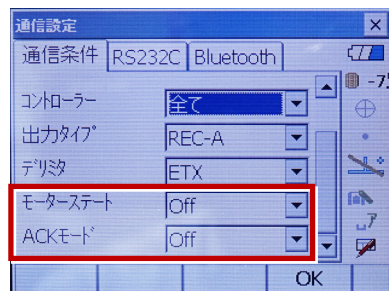 通信設定
通信条件 RS232C Bluetooth
コントローラー 全て
出力タイプ REC-A
デリミタ ETX
モーターステート Off
ACKモード Off
OK